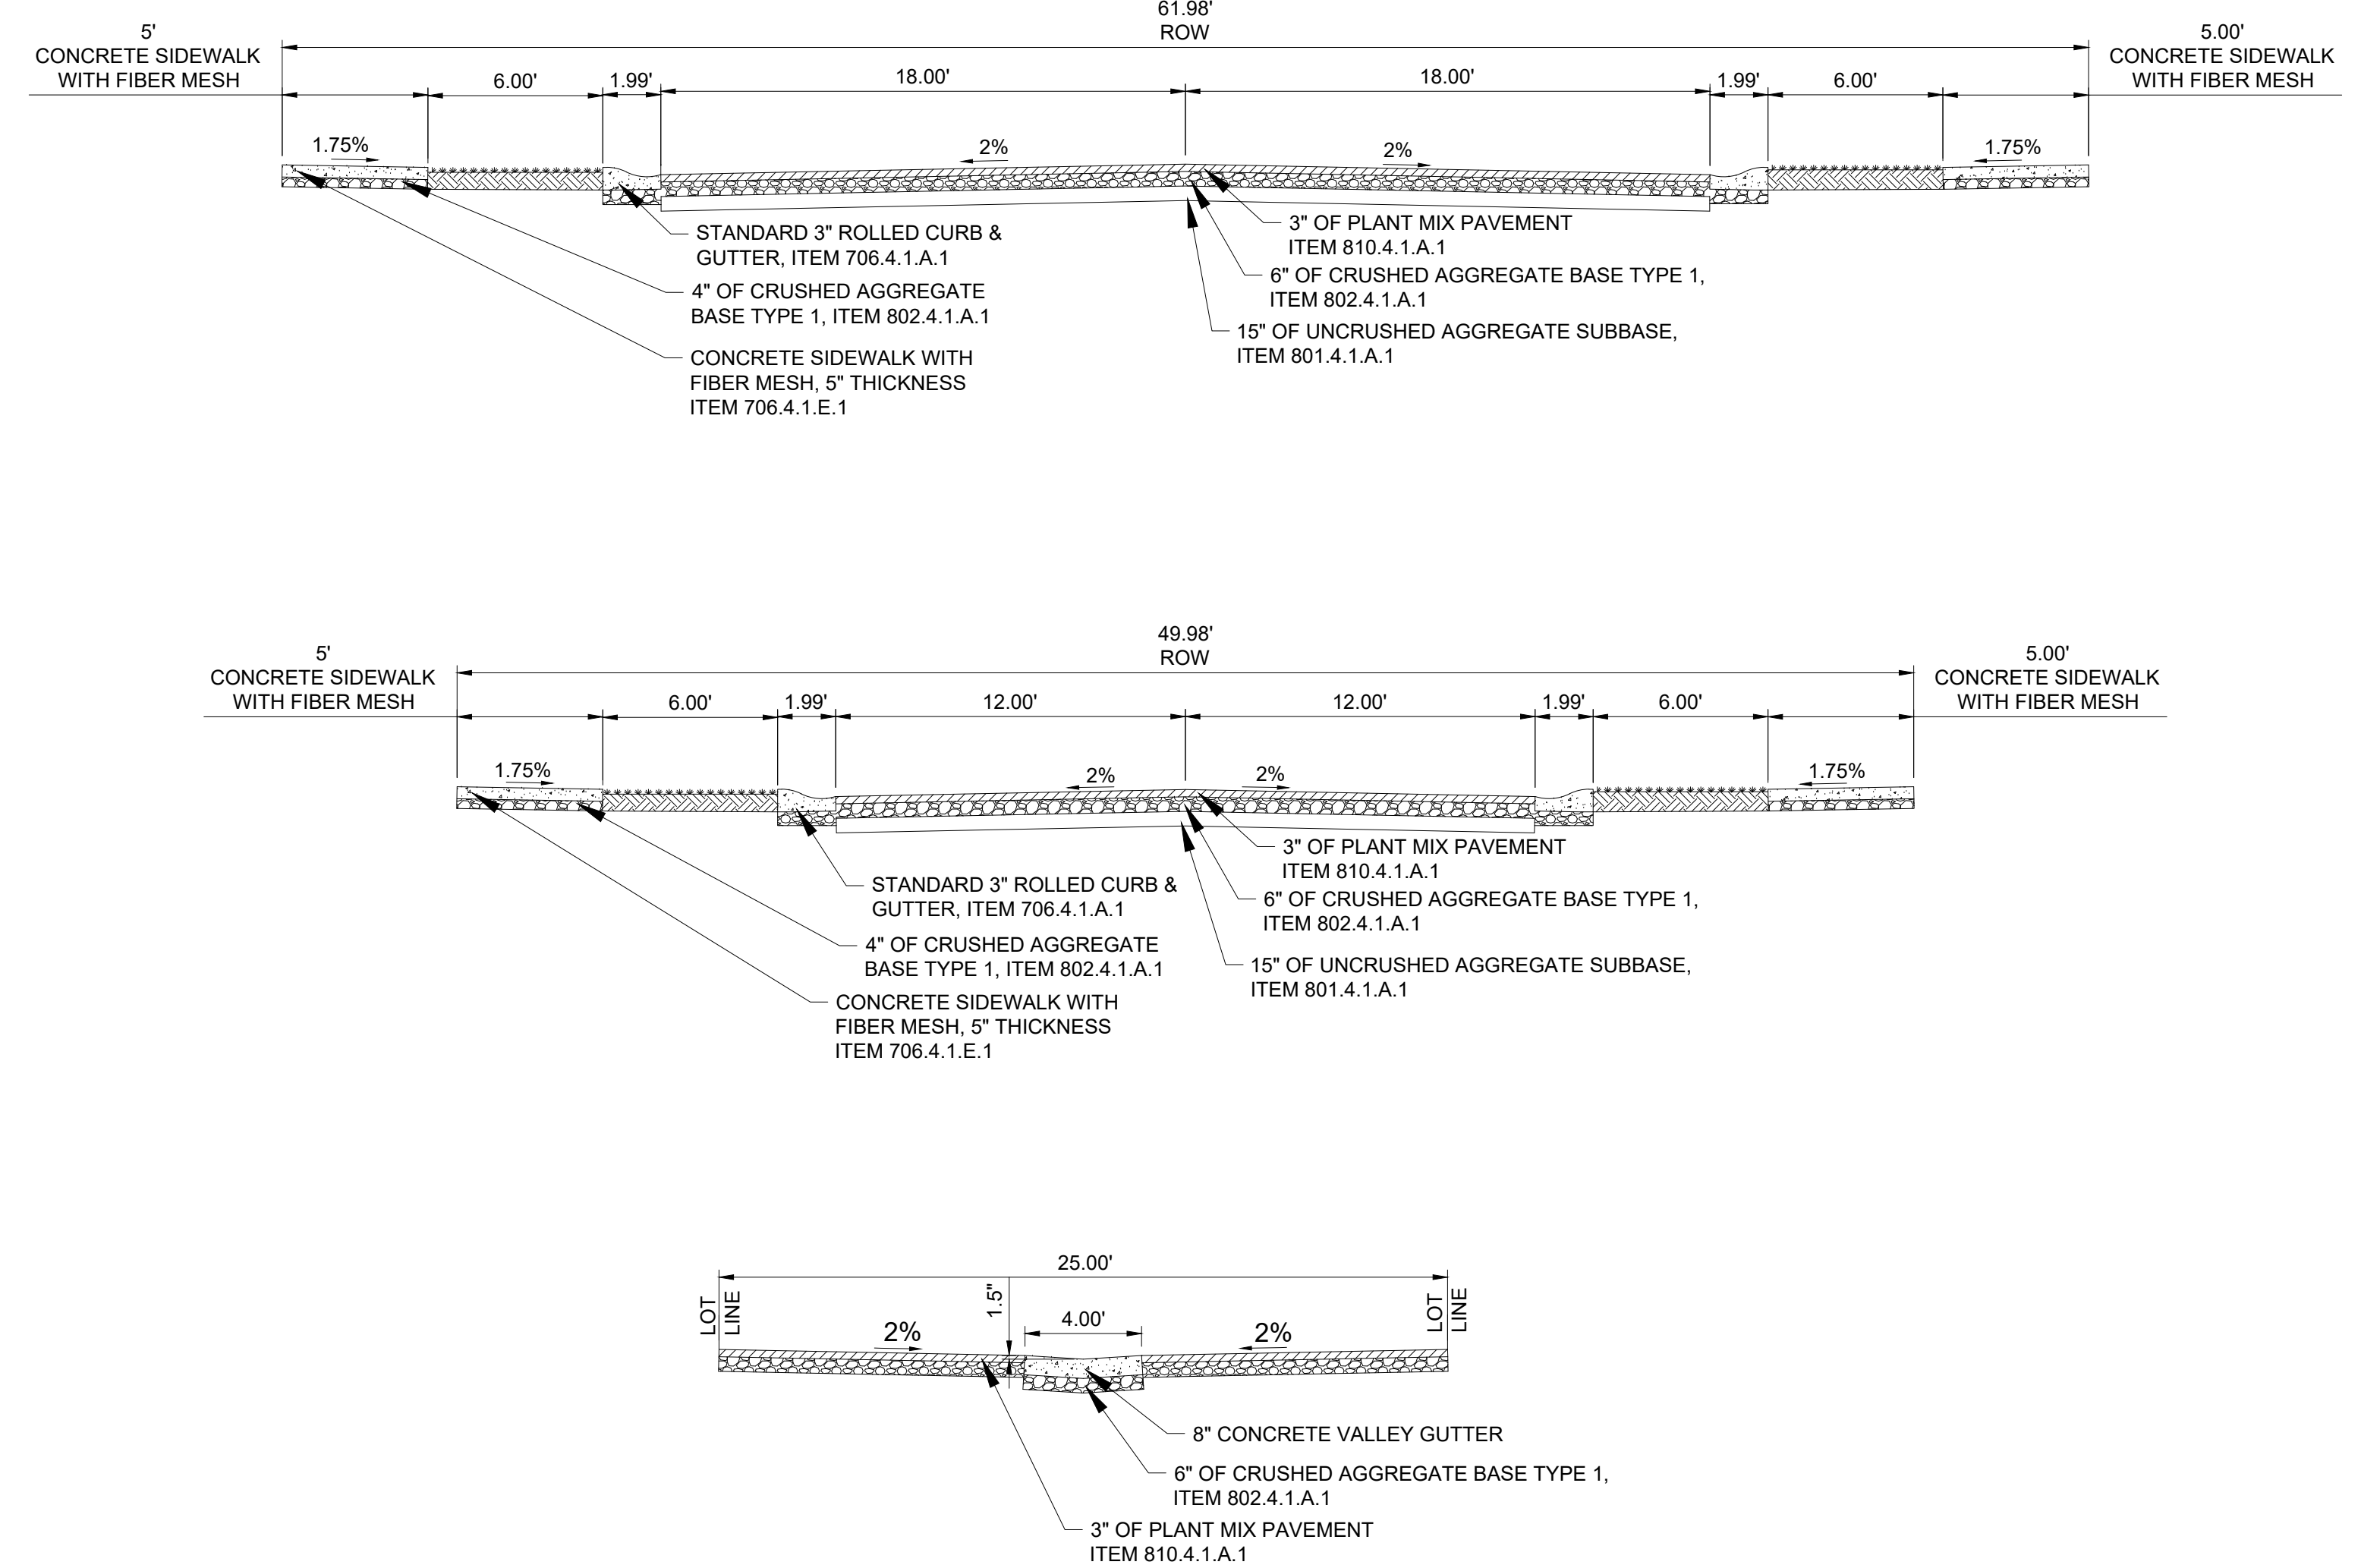 61.98'
ROW
5'
CONCRETE SIDEWALK
WITH FIBER MESH
5.00'
CONCRETE SIDEWALK
WITH FIBER MESH
6.00'
1.99'
18.00'
18.00'
1.99'
6.00'
1.75%
2%
2%
1.75%
STANDARD 3" ROLLED CURB &
GUTTER, ITEM 706.4.1.A.1
4" OF CRUSHED AGGREGATE
BASE TYPE 1, ITEM 802.4.1.A.1
CONCRETE SIDEWALK WITH
FIBER MESH, 5" THICKNESS
ITEM 706.4.1.E.1
3" OF PLANT MIX PAVEMENT
ITEM 810.4.1.A.1
6" OF CRUSHED AGGREGATE BASE TYPE 1,
ITEM 802.4.1.A.1
15" OF UNCRUSHED AGGREGATE SUBBASE,
ITEM 801.4.1.A.1
49.98'
ROW
5'
CONCRETE SIDEWALK
WITH FIBER MESH
5.00'
CONCRETE SIDEWALK
WITH FIBER MESH
6.00'
1.99'
12.00'
12.00'
1.99'
6.00'
1.75%
2%
2%
1.75%
STANDARD 3" ROLLED CURB &
GUTTER, ITEM 706.4.1.A.1
4" OF CRUSHED AGGREGATE
BASE TYPE 1, ITEM 802.4.1.A.1
CONCRETE SIDEWALK WITH
FIBER MESH, 5" THICKNESS
ITEM 706.4.1.E.1
3" OF PLANT MIX PAVEMENT
ITEM 810.4.1.A.1
6" OF CRUSHED AGGREGATE BASE TYPE 1,
ITEM 802.4.1.A.1
15" OF UNCRUSHED AGGREGATE SUBBASE,
ITEM 801.4.1.A.1
25.00'
LOT
LINE
1.5"
4.00'
LOT
LINE
2%
2%
8" CONCRETE VALLEY GUTTER
6" OF CRUSHED AGGREGATE BASE TYPE 1,
ITEM 802.4.1.A.1
3" OF PLANT MIX PAVEMENT
ITEM 810.4.1.A.1